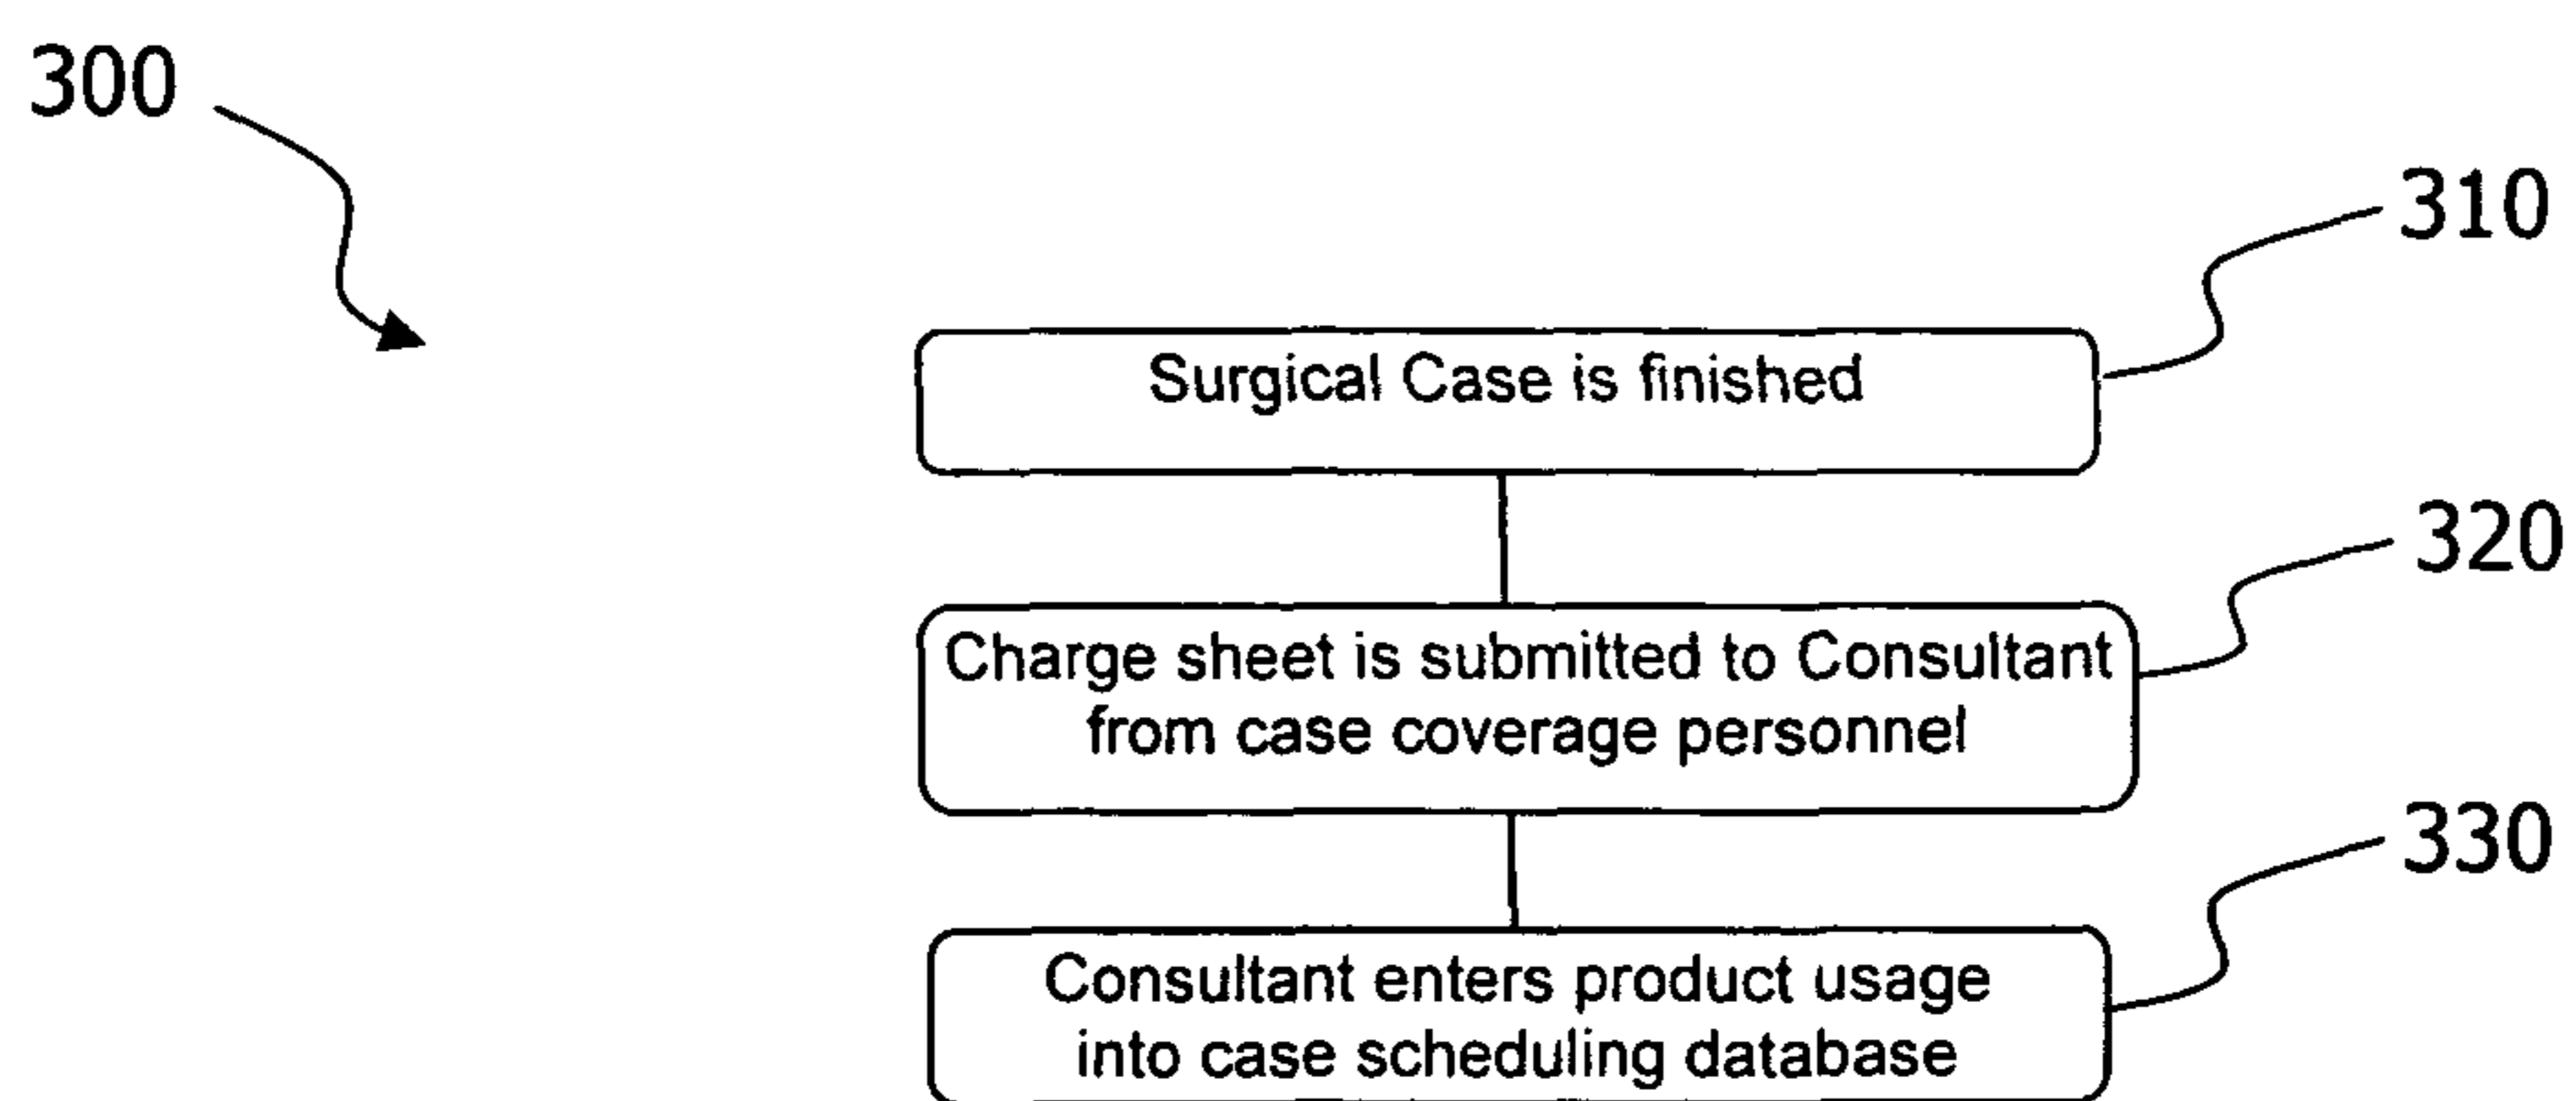 300
310
Surgical Case is finished
320
Charge sheet is submitted to Consultant
from case coverage personnel
330
Consultant enters product usage
into case scheduling database